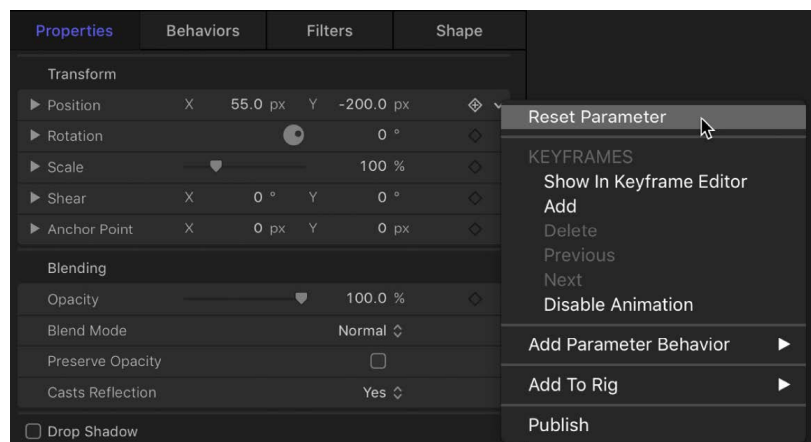 Properties Behaviors Filters Shape
Transform
Position X 55.0 px Y -200.0 px
Rotation 0 °
Scale 100 %
Shear X 0 ° Y 0 °
Anchor Point X 0 px Y 0 px
Blending
Opacity 100.0 %
Blend Mode Normal
Preserve Opacity
Casts Reflection Yes
Drop Shadow
Reset Parameter
KEYFRAMES
Show In Keyframe Editor
Add
Delete
Previous
Next
Disable Animation
Add Parameter Behavior
Add To Rig
Publish